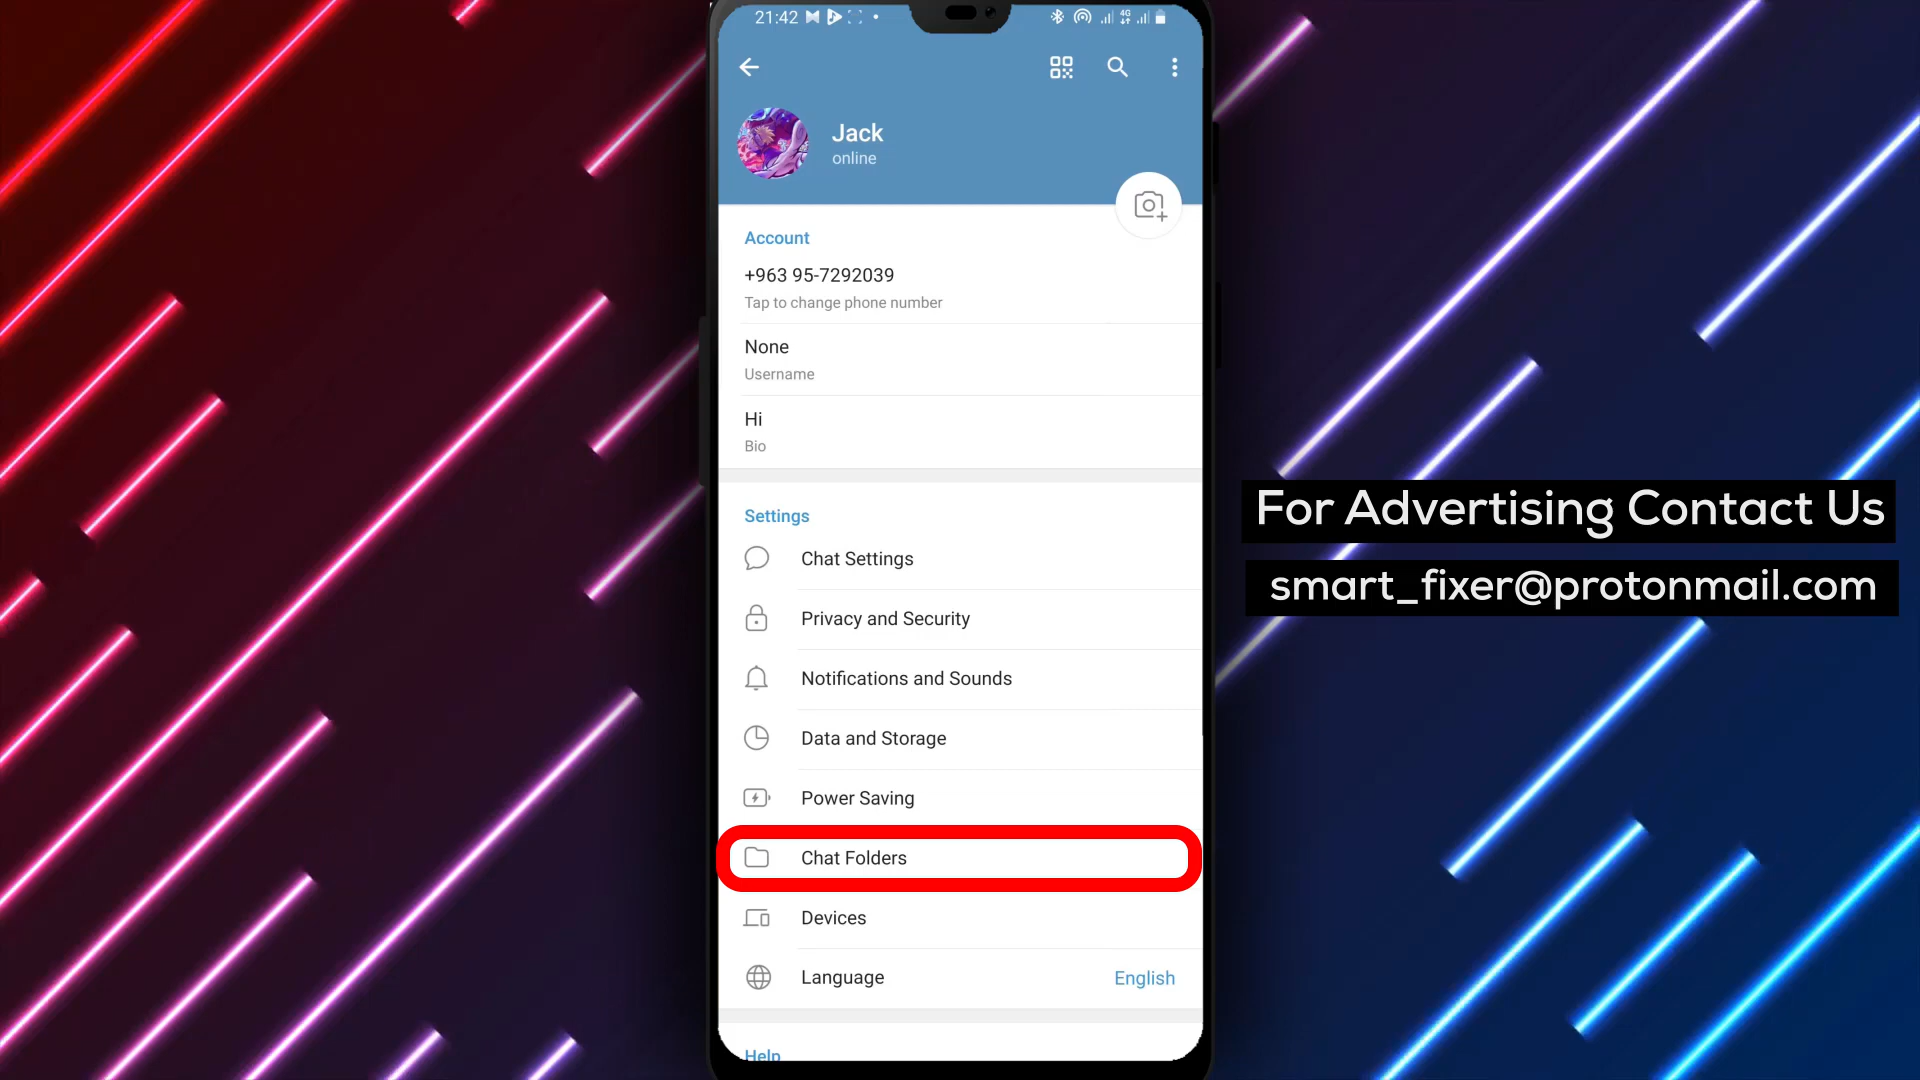 21:42
4G
Jack
online
Account
+963 95-7292039
Tap to change phone number
None
Username
Hi
Bio
Settings
Chat Settings
Privacy and Security
Notifications and Sounds
Data and Storage
Power Saving
Chat Folders
Devices
Language English
Help
For Advertising Contact Us
smart_fixer@protonmail.com